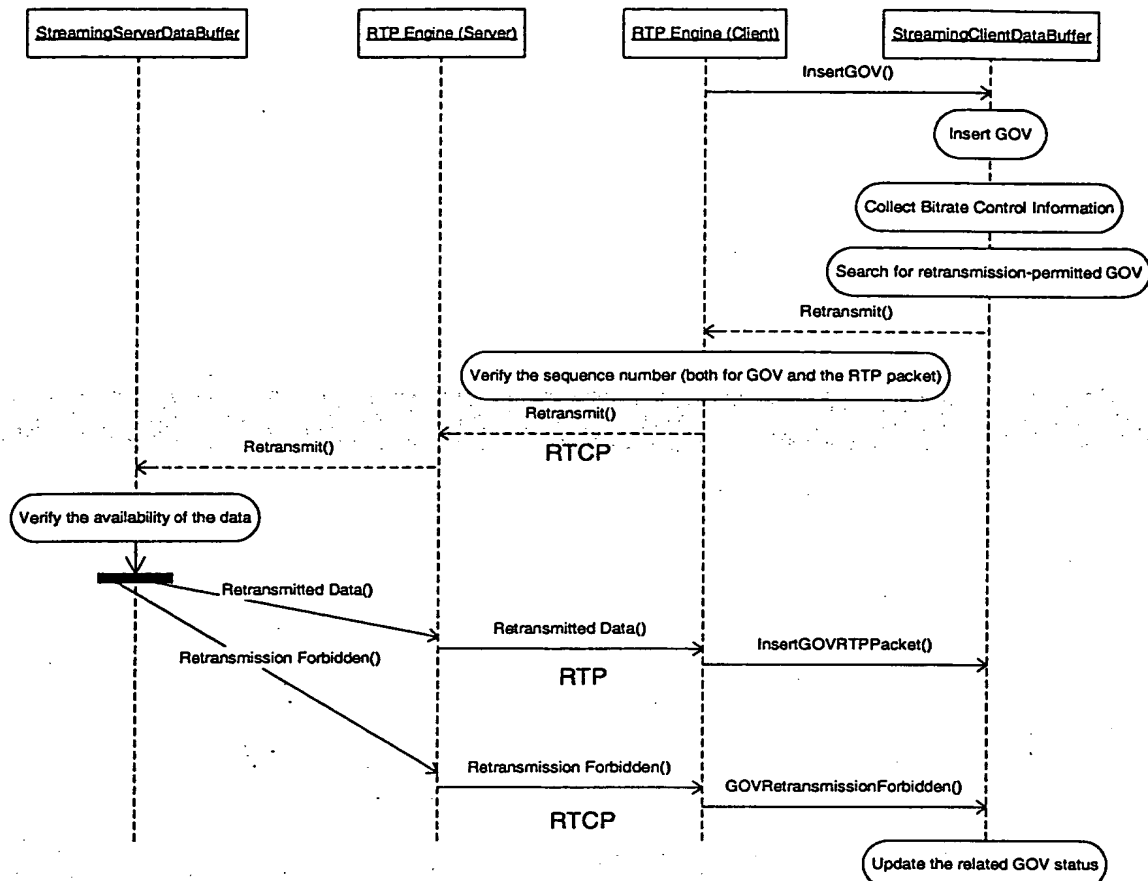 StreamingServerDataBuffer
RTP Engine (Server)
RTP Engine (Client)
StreamingClientDataBuffer
InsertGOV()
Insert GOV
Collect Bitrate Control Information
Search for retransmission-permitted GOV
Retransmit()
Verify the sequence number (both for GOV and the RTP packet)
Retransmit()
RTCP
Retransmit()
Verify the availability of the data
Retransmitted Data()
Retransmitted Data()
RTP
InsertGOVRTPPacket()
Retransmission Forbidden()
Retransmission Forbidden()
RTCP
GOVRetransmissionForbidden()
Update the related GOV status